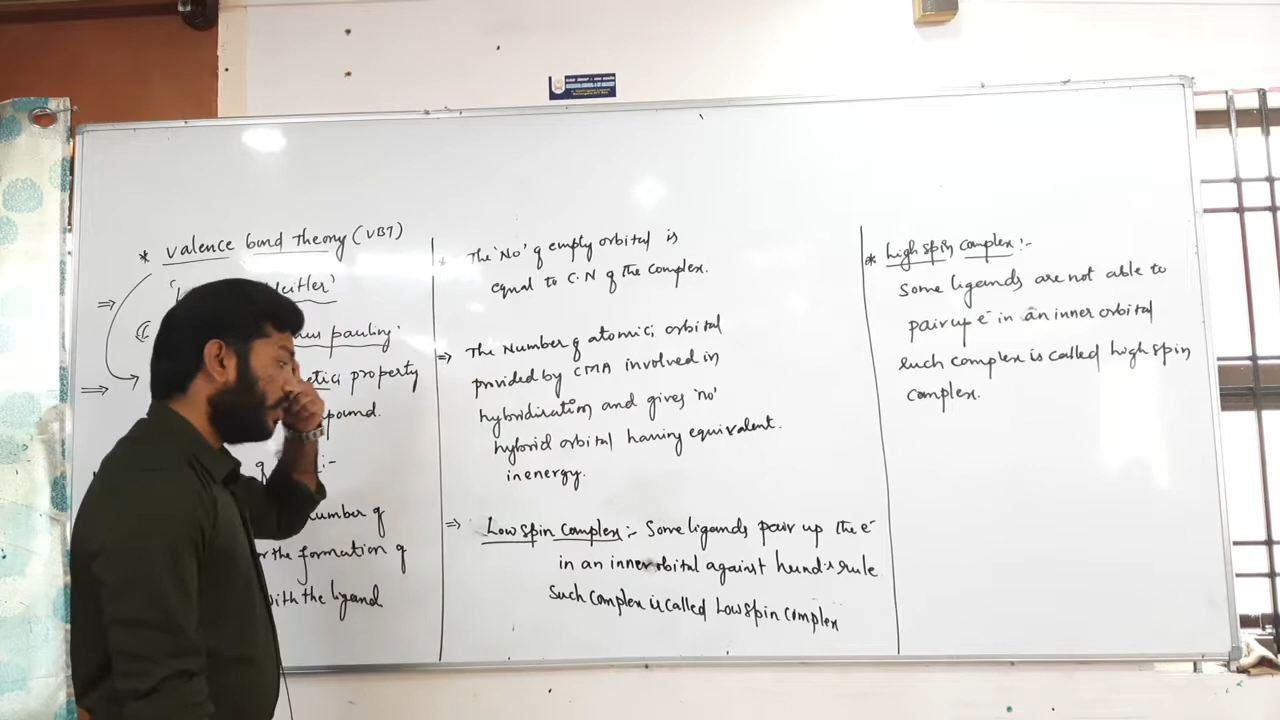 * Valence bond Theory (VBT)
⇒ Heitler'
pauling.
⇒ property
pound.
:-
number of
the formation of
with the ligand
* The 'No' of empty orbital is
equal to C.N of the complex.
⇒ The Number of atomic; orbital
provided by CMA involved in
hybridisation and gives 'no'
hybrid orbital having equivalent.
in energy.
⇒ Low spin Complex:- Some ligands pair up the e⁻
in an inner orbital against hund's rule
Such Complex is called Low spin Complex
* high spin complex:-
Some ligands are not able to
pair up e⁻ in an inner orbital
such complex is called high spin
complex.